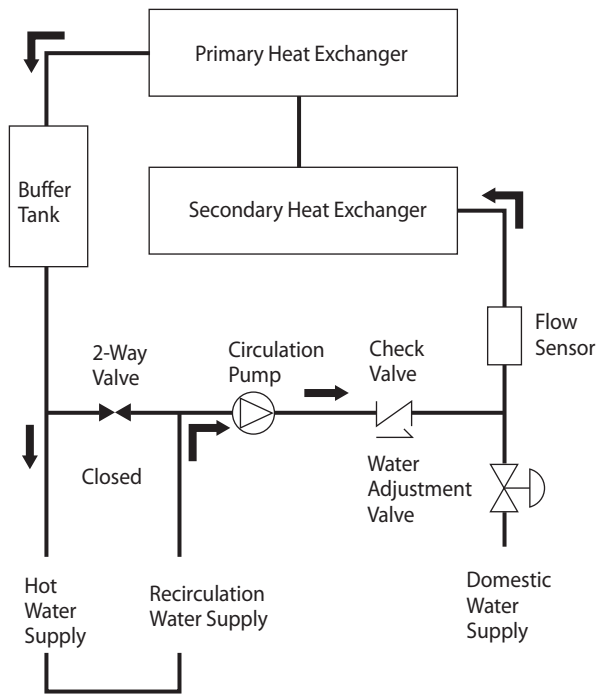 Primary Heat Exchanger
Buffer
Tank
Secondary Heat Exchanger
Flow
Sensor
2-Way
Valve
Circulation
Pump
Check
Valve
Closed
Water
Adjustment
Valve
Hot
Water
Supply
Recirculation
Water Supply
Domestic
Water
Supply